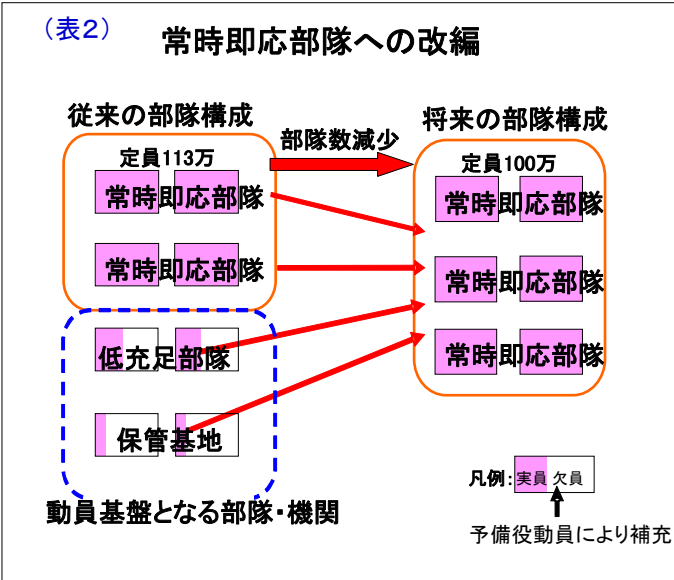 （表２）
常時即応部隊への改編
従来の部隊構成
部隊数減少
将来の部隊構成
定員113万
定員100万
常時即応部隊
常時即応部隊
常時即応部隊
常時即応部隊
常時即応部隊
低充足部隊
保管基地
動員基盤となる部隊・機関
凡例：実員 欠員
予備役動員により補充